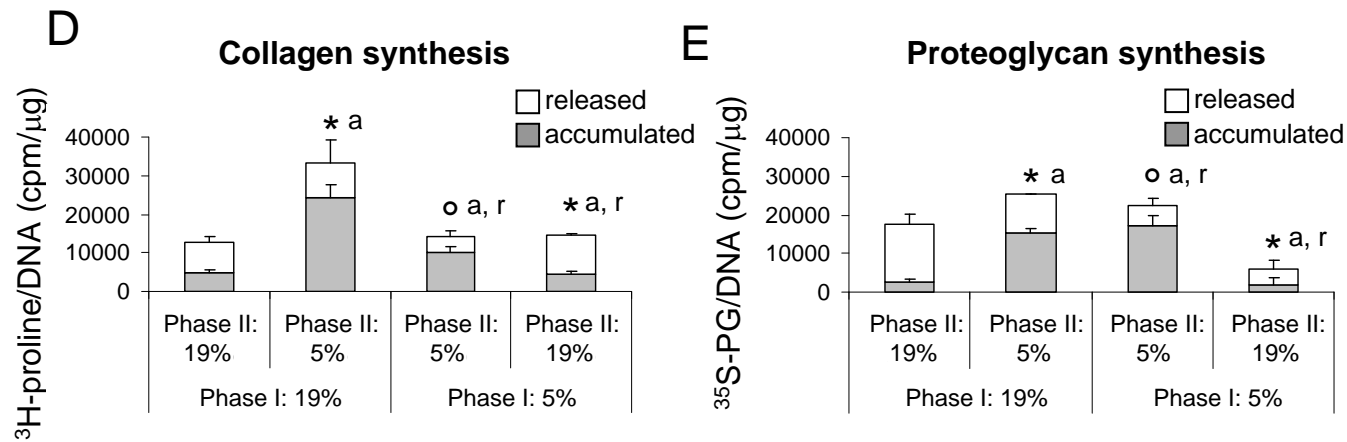 D
Collagen synthesis
released
accumulated
³H-proline/DNA (cpm/µg)
40000
30000
20000
10000
0
* a
o a, r
* a, r
Phase II: Phase II: Phase II: Phase II:
19% 5% 5% 19%
Phase I: 19% Phase I: 5%
E
Proteoglycan synthesis
released
accumulated
³⁵S-PG/DNA (cpm/µg)
40000
30000
20000
10000
0
* a
o a, r
* a, r
Phase II: Phase II: Phase II: Phase II:
19% 5% 5% 19%
Phase I: 19% Phase I: 5%